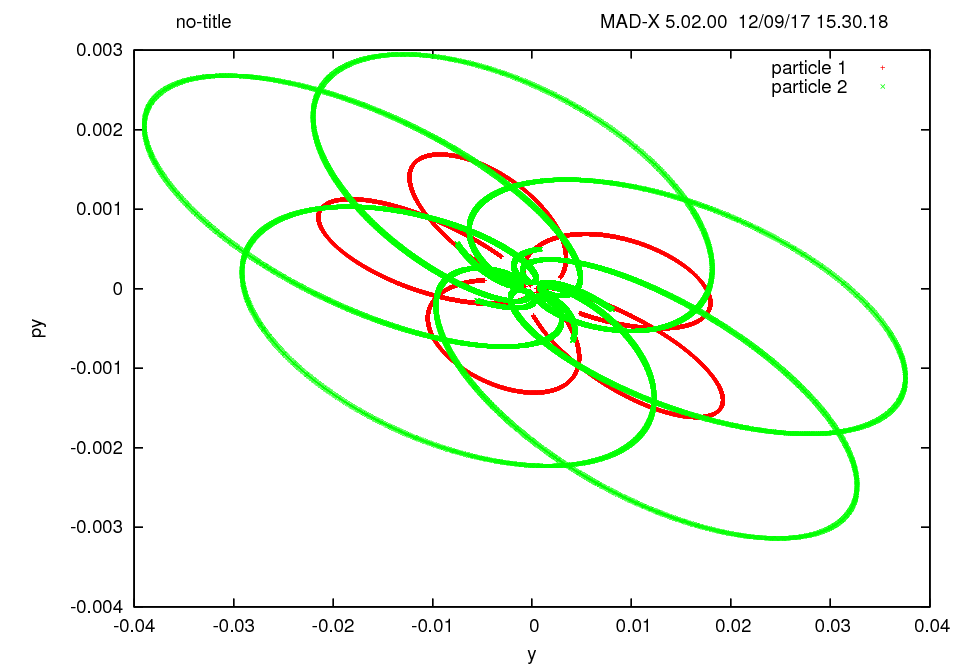 no-title MAD-X 5.02.00 12/09/17 15.30.18
particle 1
particle 2
0.003
0.002
0.001
0
-0.001
-0.002
-0.003
-0.004
py
-0.04 -0.03 -0.02 -0.01 0 0.01 0.02 0.03 0.04
y